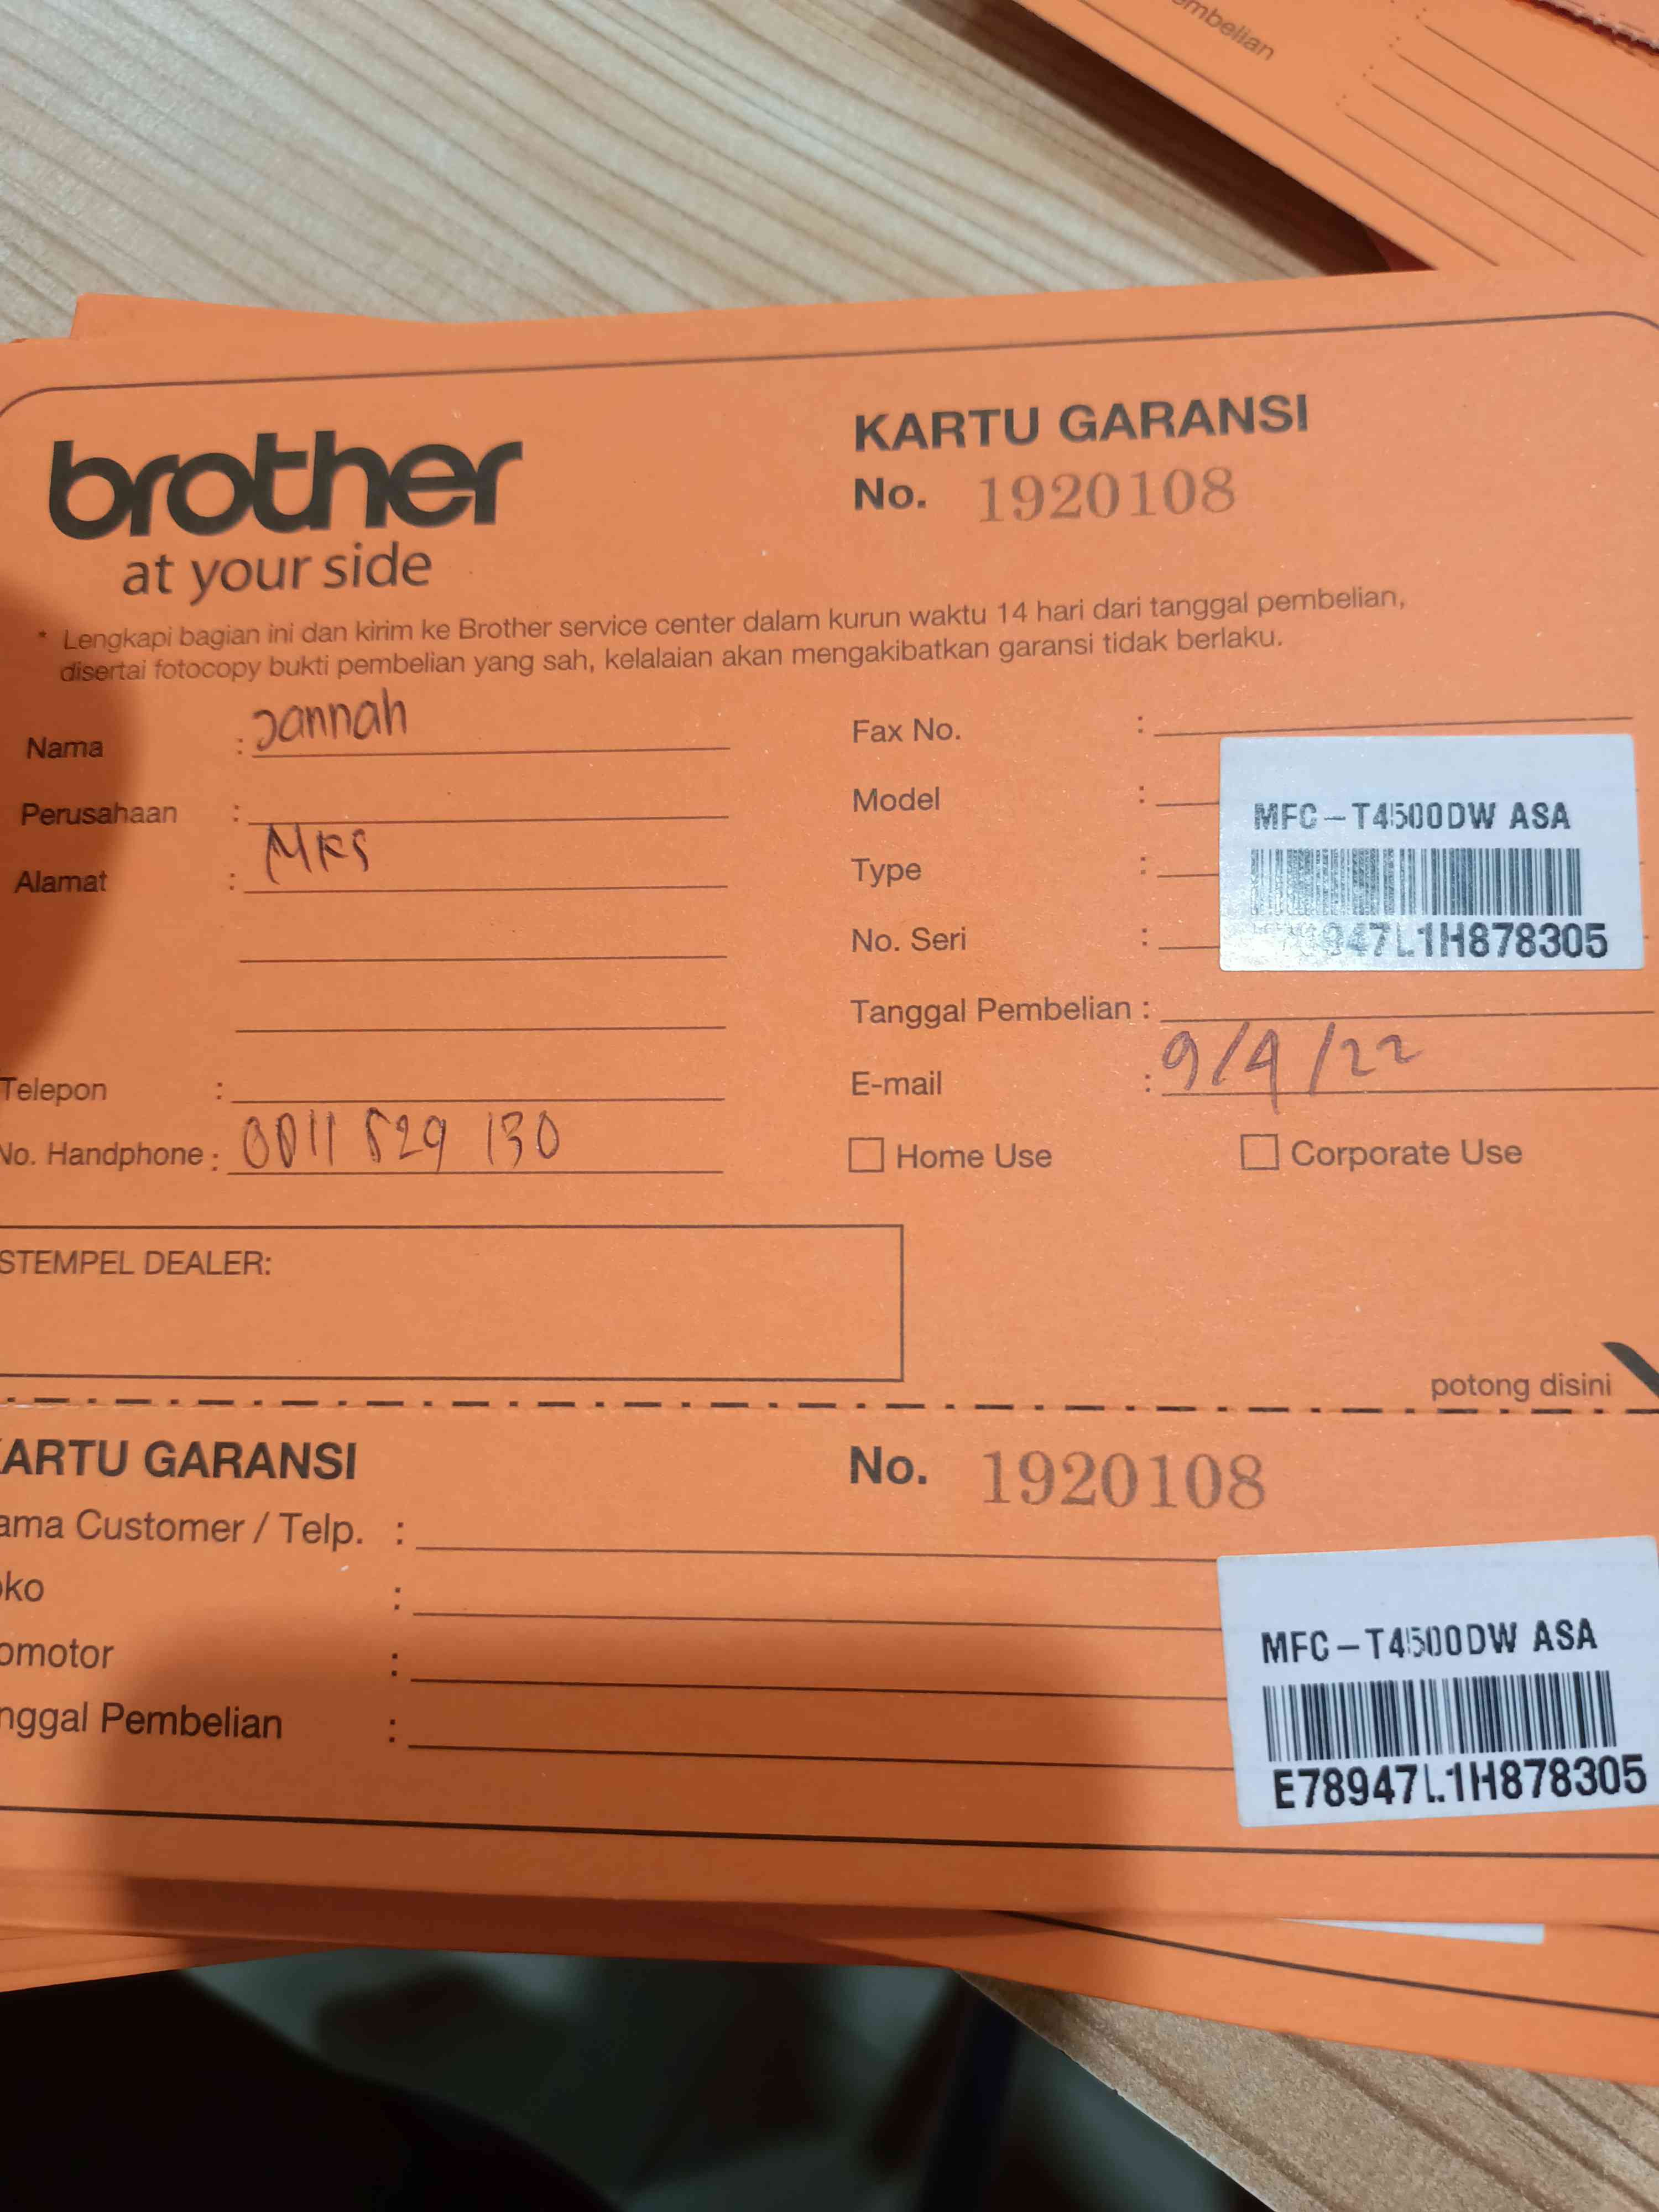 embelian
brother
at your side
KARTU GARANSI
No. 1920108
* Lengkapi bagian ini dan kirim ke Brother service center dalam kurun waktu 14 hari dari tanggal pembelian,
disertai fotocopy bukti pembelian yang sah, kelalaian akan mengakibatkan garansi tidak berlaku.
Nama : Jannah
Perusahaan :
Alamat : MKS
Telepon :
No. Handphone : 0011 529 130
Fax No. :
Model :
Type :
No. Seri :
MFC-T4500DW ASA
947L1H878305
Tanggal Pembelian :
9/4/22
E-mail :
Home Use
Corporate Use
STEMPEL DEALER:
potong disini
ARTU GARANSI
No. 1920108
ama Customer / Telp. :
oko :
omotor :
nggal Pembelian :
MFC-T4500DW ASA
E78947L1H878305